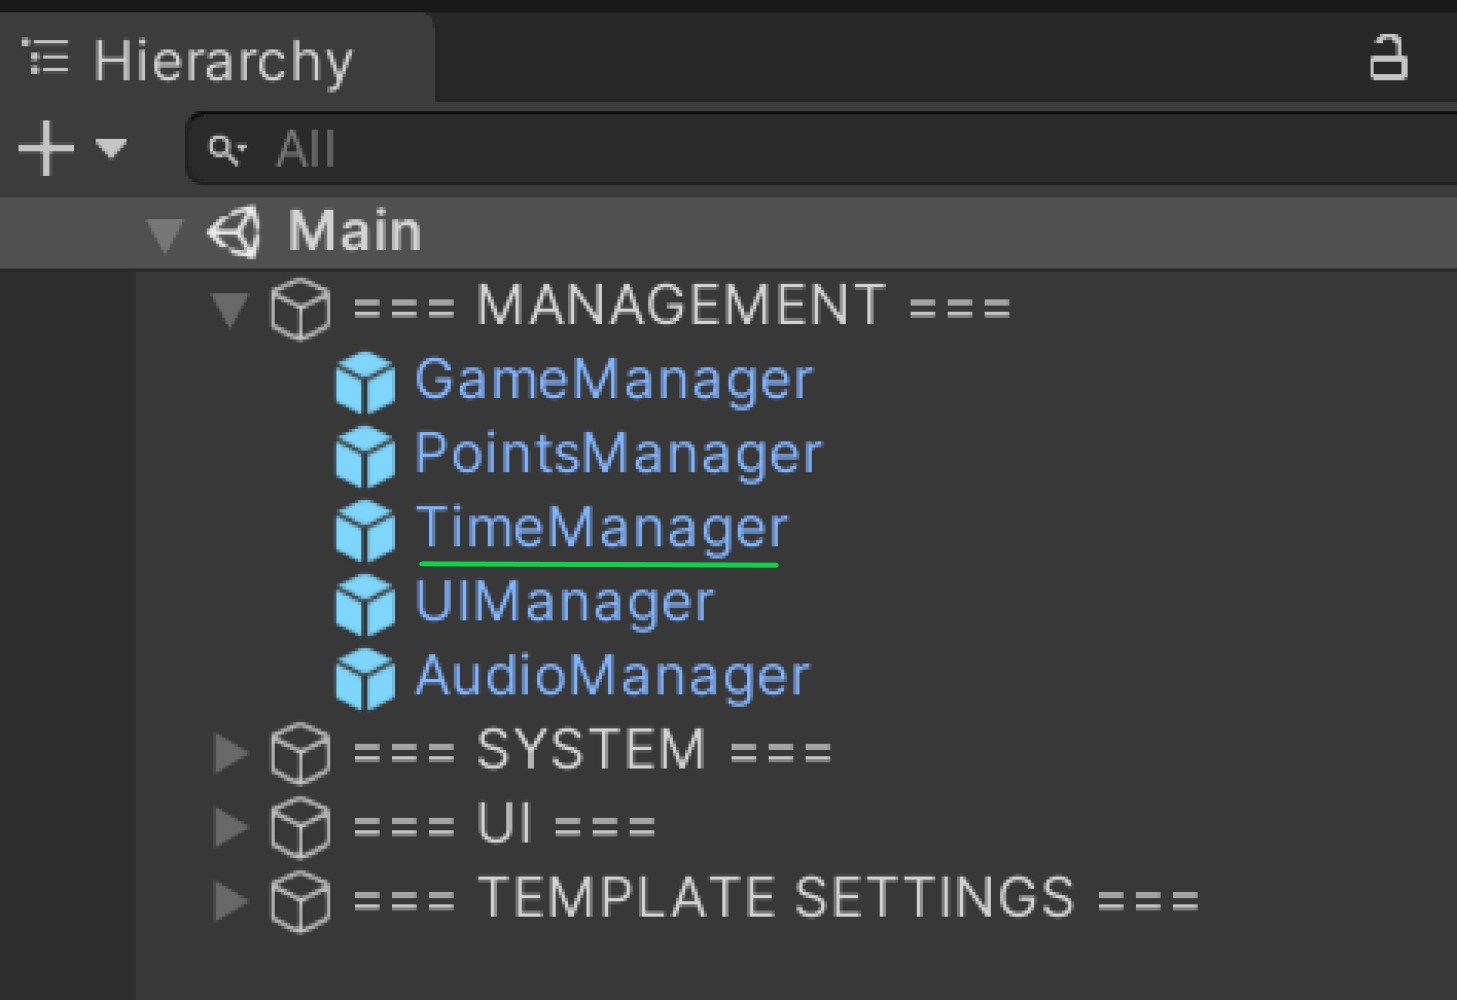 Hierarchy
All
Main
=== MANAGEMENT ===
GameManager
PointsManager
TimeManager
UIManager
AudioManager
=== SYSTEM ===
=== UI ===
=== TEMPLATE SETTINGS ===